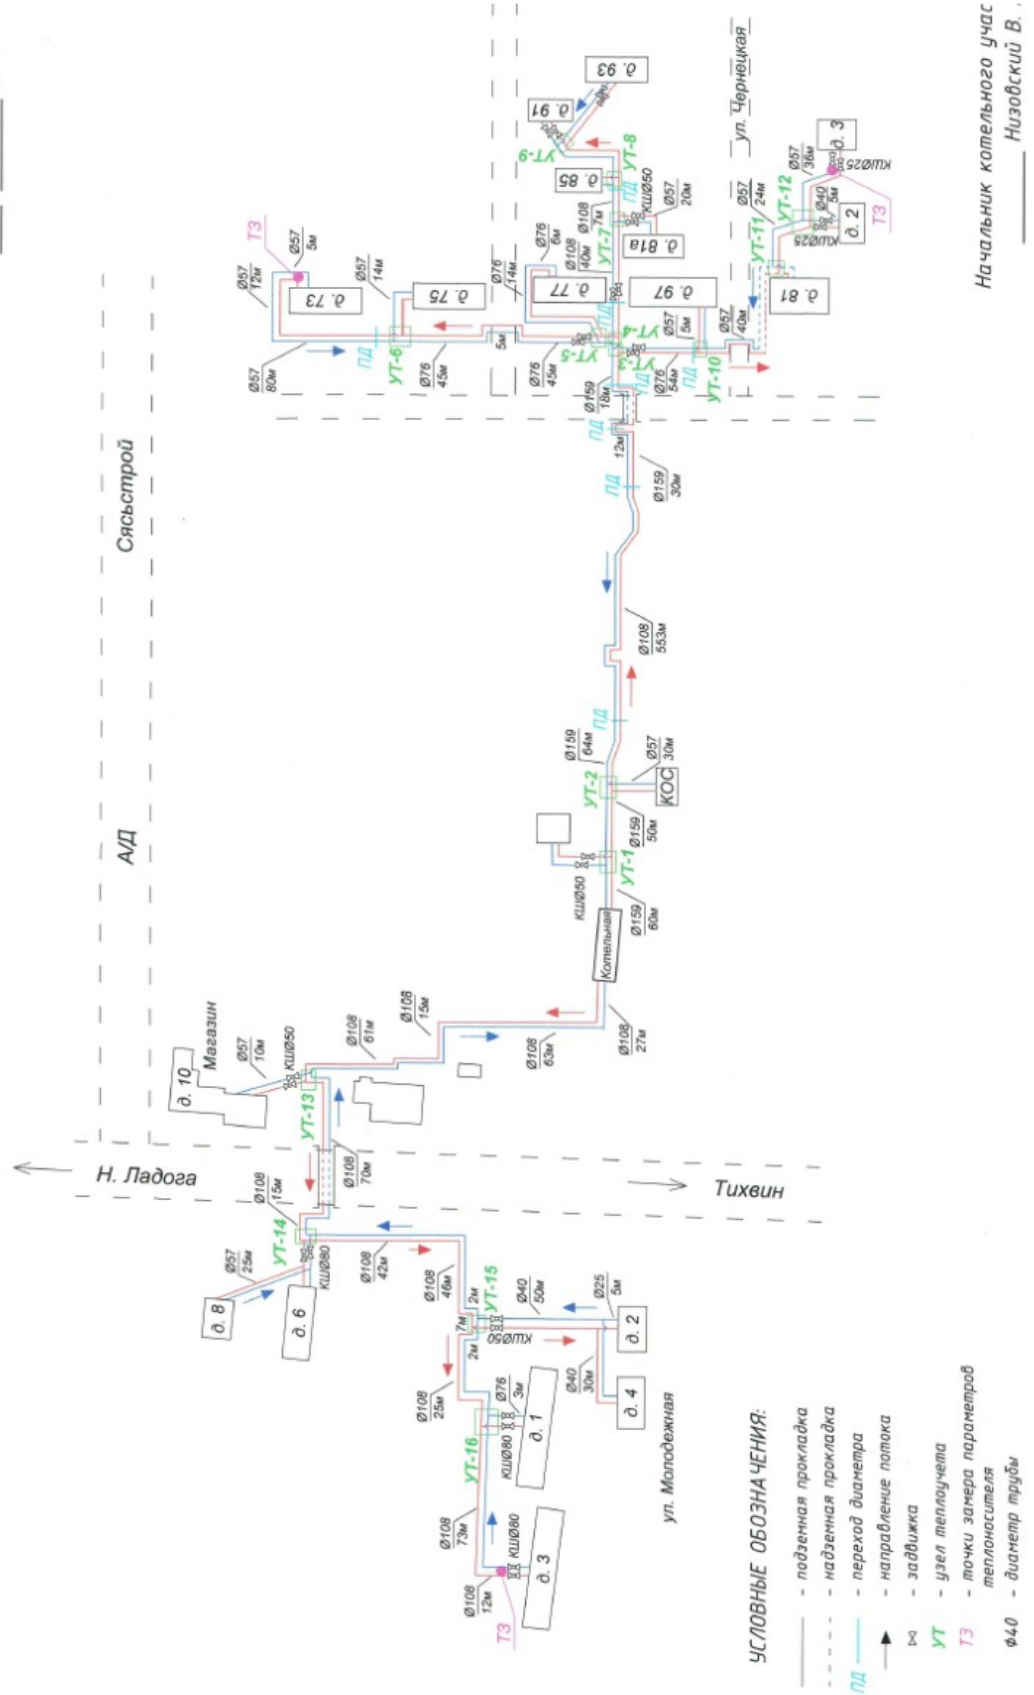 Начальник котельного учас
Низовский В. .
Сясьстрой
А/Д
Н. Ладога
Тихвин
ул. Чернецкая
ул. Молодежная
д. 93
д. 91
УТ-9
УТ-8
д. 85
ПД
Ø108
7м
КШØ50
Ø57
20м
УТ-7
д. 81а
Ø108
40м
Ø76
6м
Ø76
14м
д. 77
ПД
д. 97
УТ-4
УТ-5
УТ-3
Ø57
5м
ПД
УТ-10
Ø76
54м
Ø57
40м
д. 81
УТ-11
Ø57
24м
УТ-12
Ø57
36м
д. 3
КШØ25
Ø40
5м
КШØ25
д. 2
ТЗ
ТЗ
Ø57
5м
Ø57
12м
д. 73
Ø57
14м
д. 75
ПД
УТ-6
Ø57
80м
Ø76
45м
5м
Ø76
45м
Ø159
18м
ПД
ПД
12м
ПД
Ø159
30м
Ø108
553м
ПД
Ø159
64м
УТ-2
Ø57
30м
КОС
Ø159
50м
УТ-1
КШØ50
Ø159
60м
Котельная
Ø108
27м
Ø108
63м
Ø108
15м
Ø108
61м
Магазин
Ø57
10м
КШØ50
д. 10
УТ-13
Ø108
70м
Ø108
15м
УТ-14
КШØ80
Ø57
25м
д. 8
д. 6
Ø108
42м
Ø108
46м
2м
УТ-15
7м
2м
КШØ50
Ø40
50м
Ø25
5м
д. 2
Ø40
30м
д. 4
Ø108
25м
Ø76
3м
КШØ80
д. 1
УТ-16
Ø108
73м
КШØ80
д. 3
Ø108
12м
ТЗ
УСЛОВНЫЕ ОБОЗНАЧЕНИЯ:
- подземная прокладка
- надземная прокладка
ПД - переход диаметра
- направление потока
- задвижка
УТ - узел теплоучета
ТЗ - точки замера параметров
теплоносителя
Ф40 - диаметр трубы